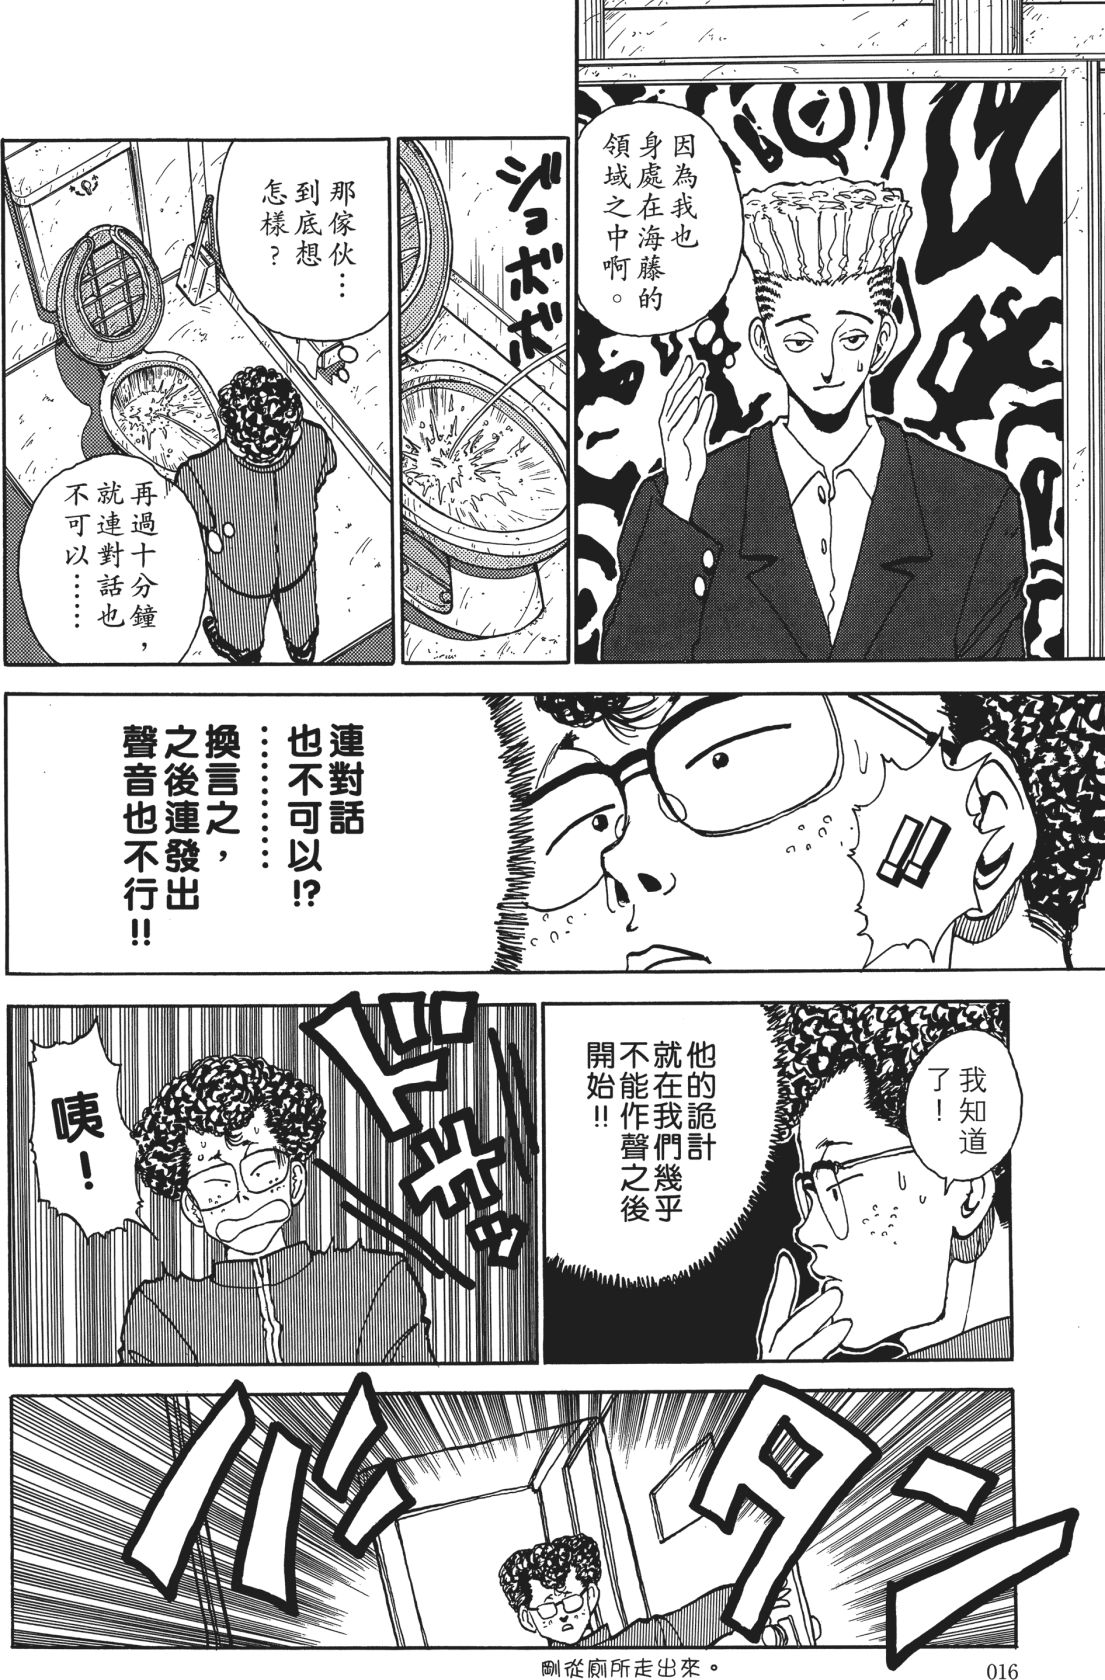 因為我也
身處在海藤的
領域之中啊。
ジョボボボ
那傢伙…
到底想
怎樣？
再過十分鐘，
就連對話也
不可以……
!!
連對話
也不可以!?
…………
換言之，
之後連發出
聲音也不行!!
我知道
了！
他的詭計
就在我們幾乎
不能作聲之後
開始!!
ドキッ
咦！
バタン
剛從廁所走出來。
016